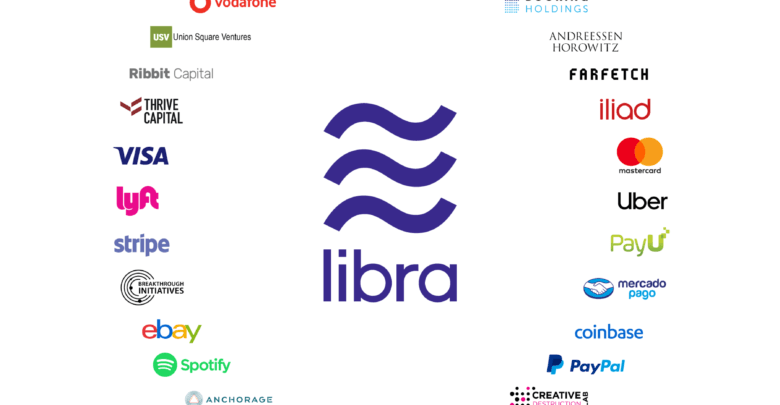 vodafone
HOLDINGS
USV Union Square Ventures
ANDREESSEN
HOROWITZ
Ribbit Capital
FARFETCH
THRIVE
CAPITAL
iliad
VISA
mastercard
lyft
Uber
stripe
PayU
BREAKTHROUGH
INITIATIVES
mercado
pago
libra
ebay
coinbase
Spotify
PayPal
ANCHORAGE
CREATIVE
DESTRUCTION
LAB